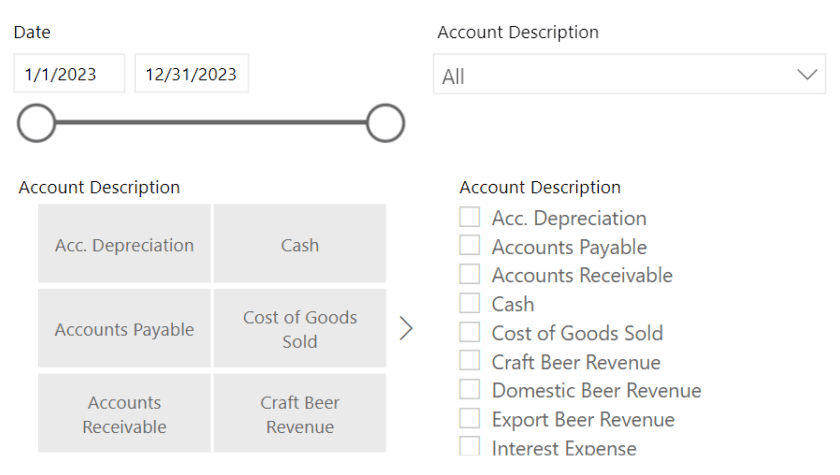 Date
1/1/2023
12/31/2023
Account Description
All
Account Description
Acc. Depreciation
Cash
Accounts Payable
Cost of Goods
Sold
Accounts
Receivable
Craft Beer
Revenue
Account Description
Acc. Depreciation
Accounts Payable
Accounts Receivable
Cash
Cost of Goods Sold
Craft Beer Revenue
Domestic Beer Revenue
Export Beer Revenue
Interest Expense